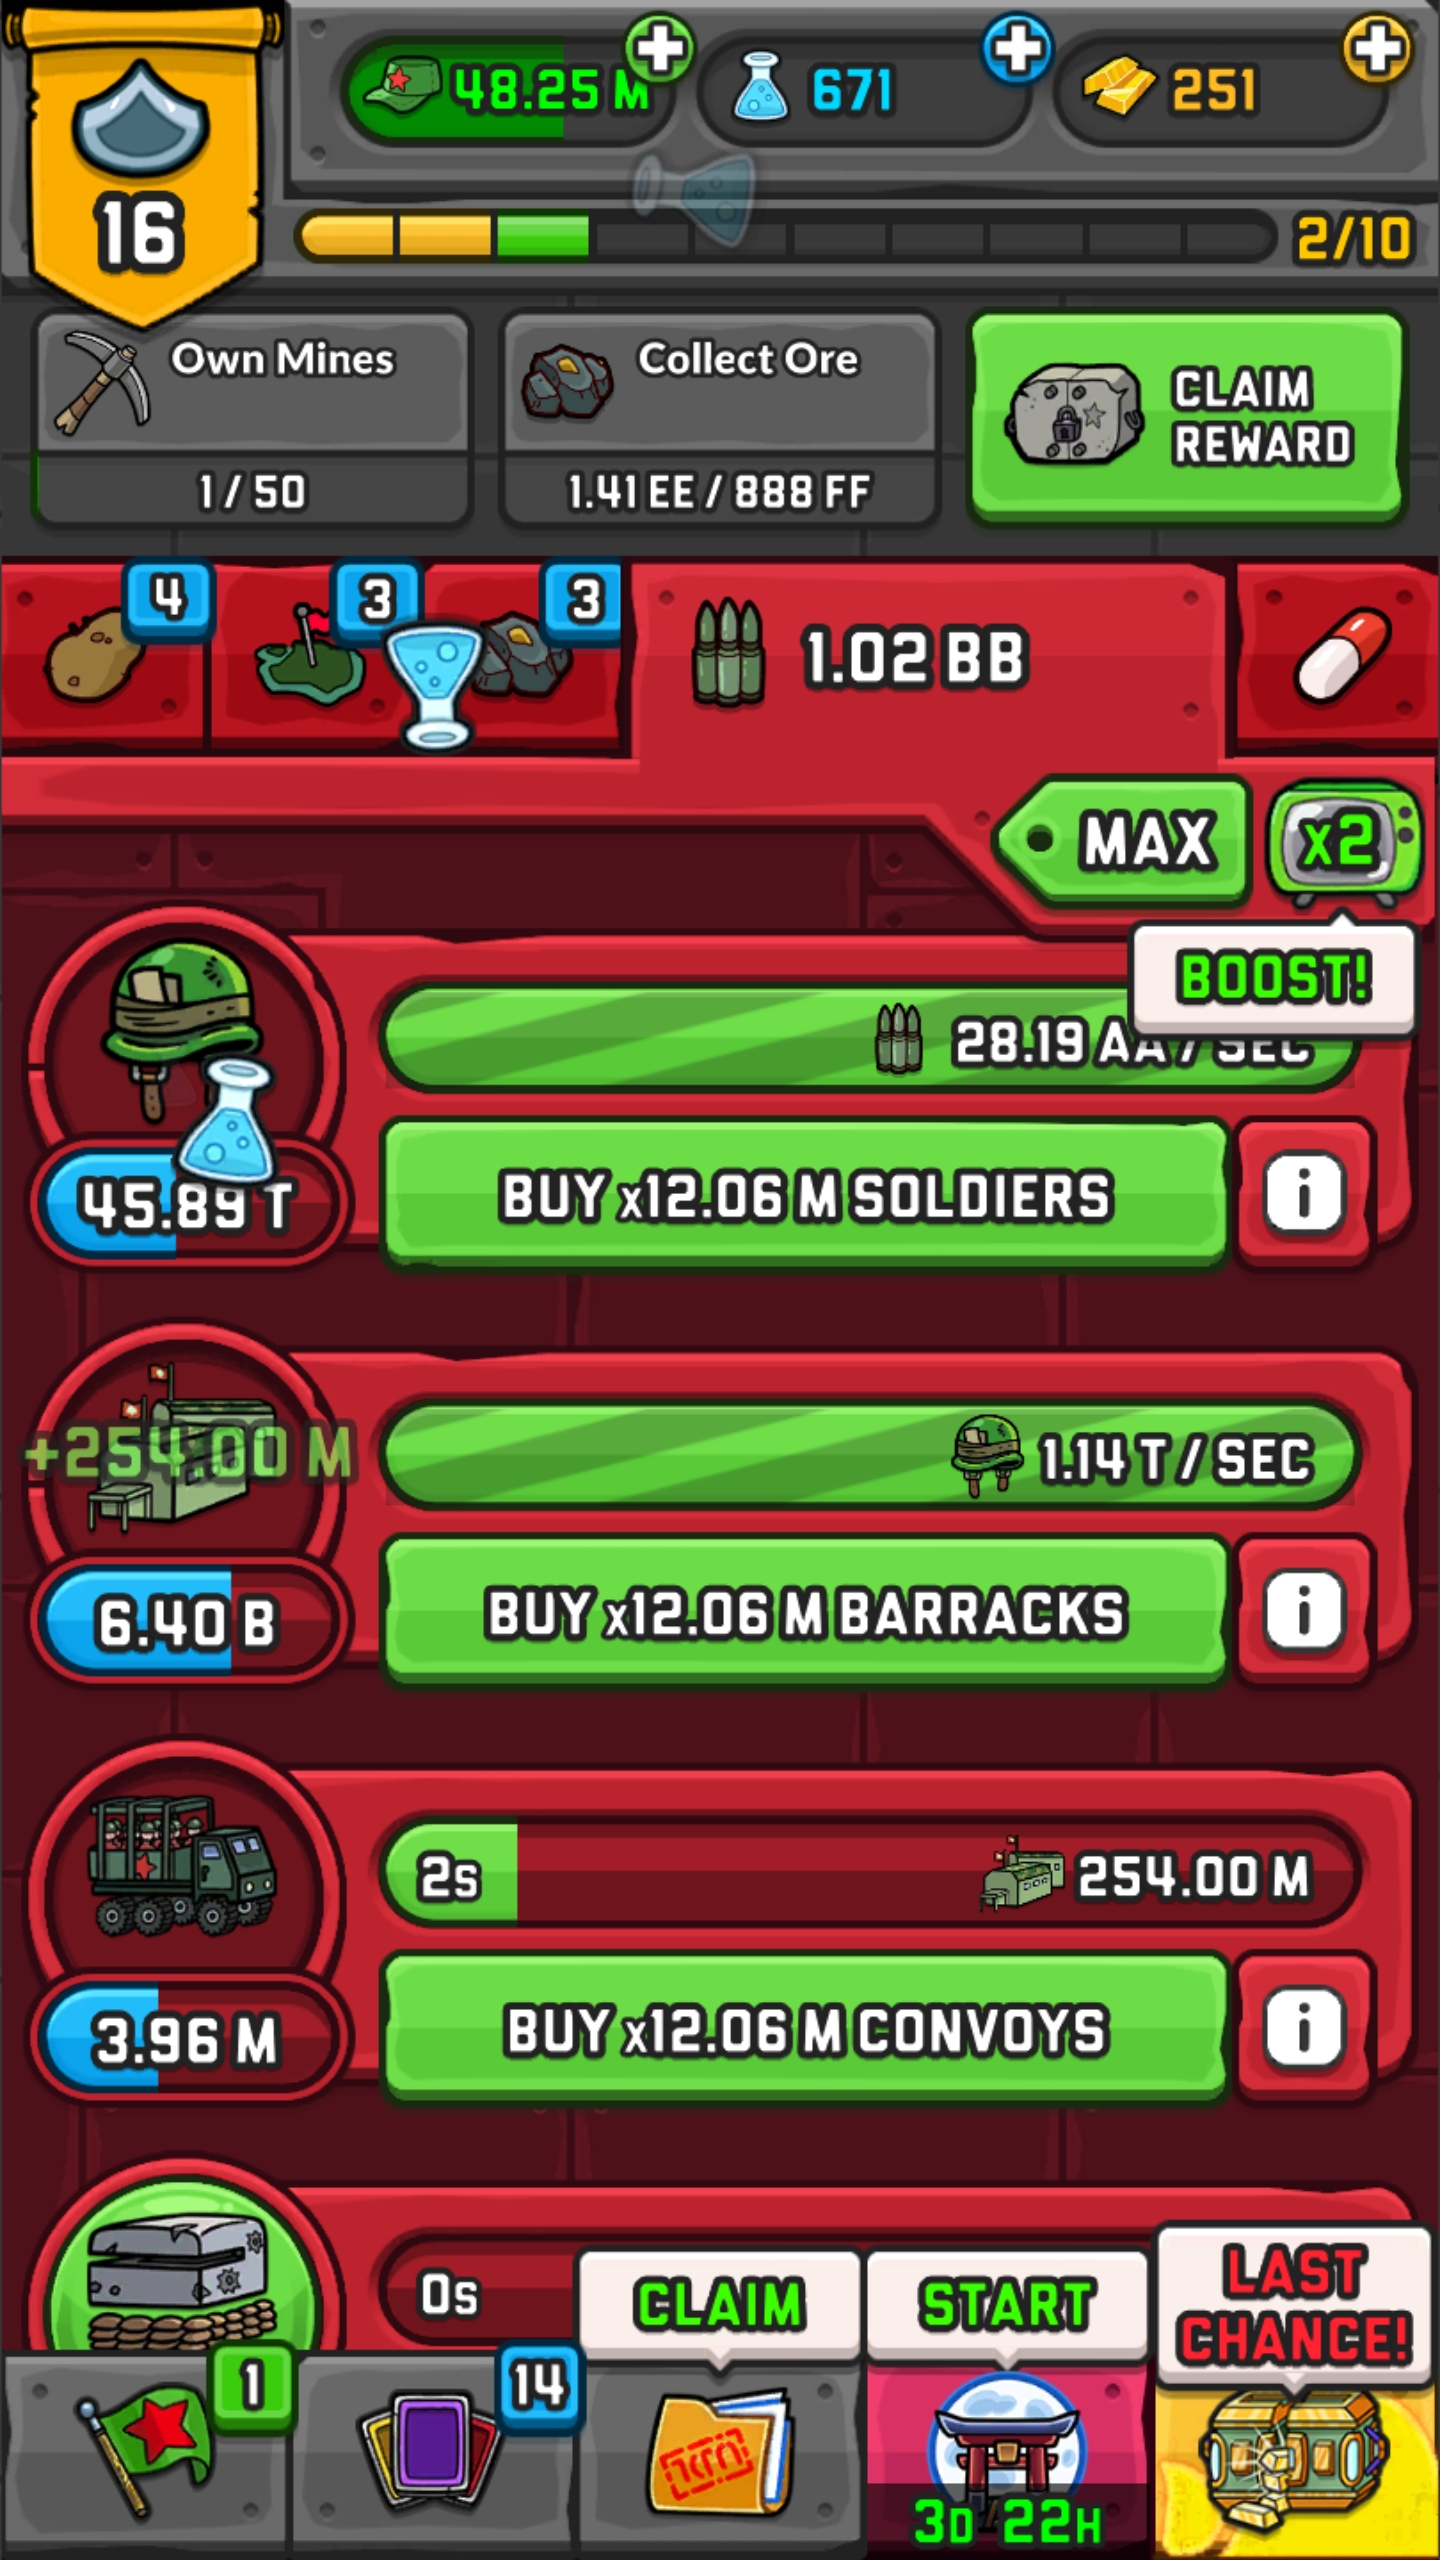 48.25 M
671
251
16
2/10
Own Mines
1 / 50
Collect Ore
1.41 EE / 888 FF
CLAIM
REWARD
4
3
3
1.02 BB
MAX
x2
BOOST!
28.19 AA / SEC
45.89 T
BUY x12.06 M SOLDIERS
i
+254.00 M
1.14 T / SEC
6.40 B
BUY x12.06 M BARRACKS
i
2s
254.00 M
3.96 M
BUY x12.06 M CONVOYS
i
0s
CLAIM
START
LAST
CHANCE!
1
14
3D 22H